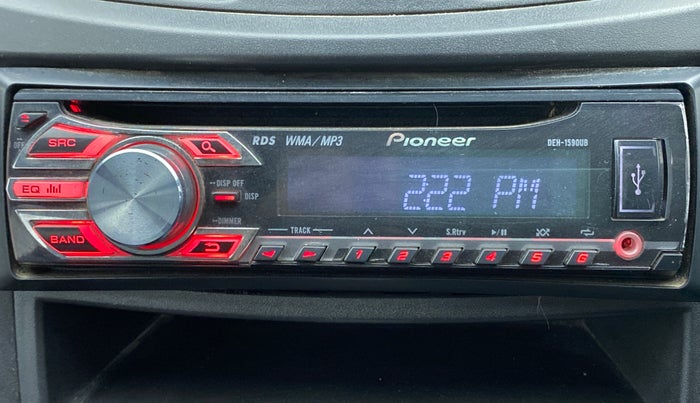 SRC
RDS WMA/MP3
Pioneer
DEH-1590UB
OFF
EQ
DISP OFF
DISP
2:22 PM
DIMMER
BAND
TRACK
S.Rtrv
1 2 3 4 5 6